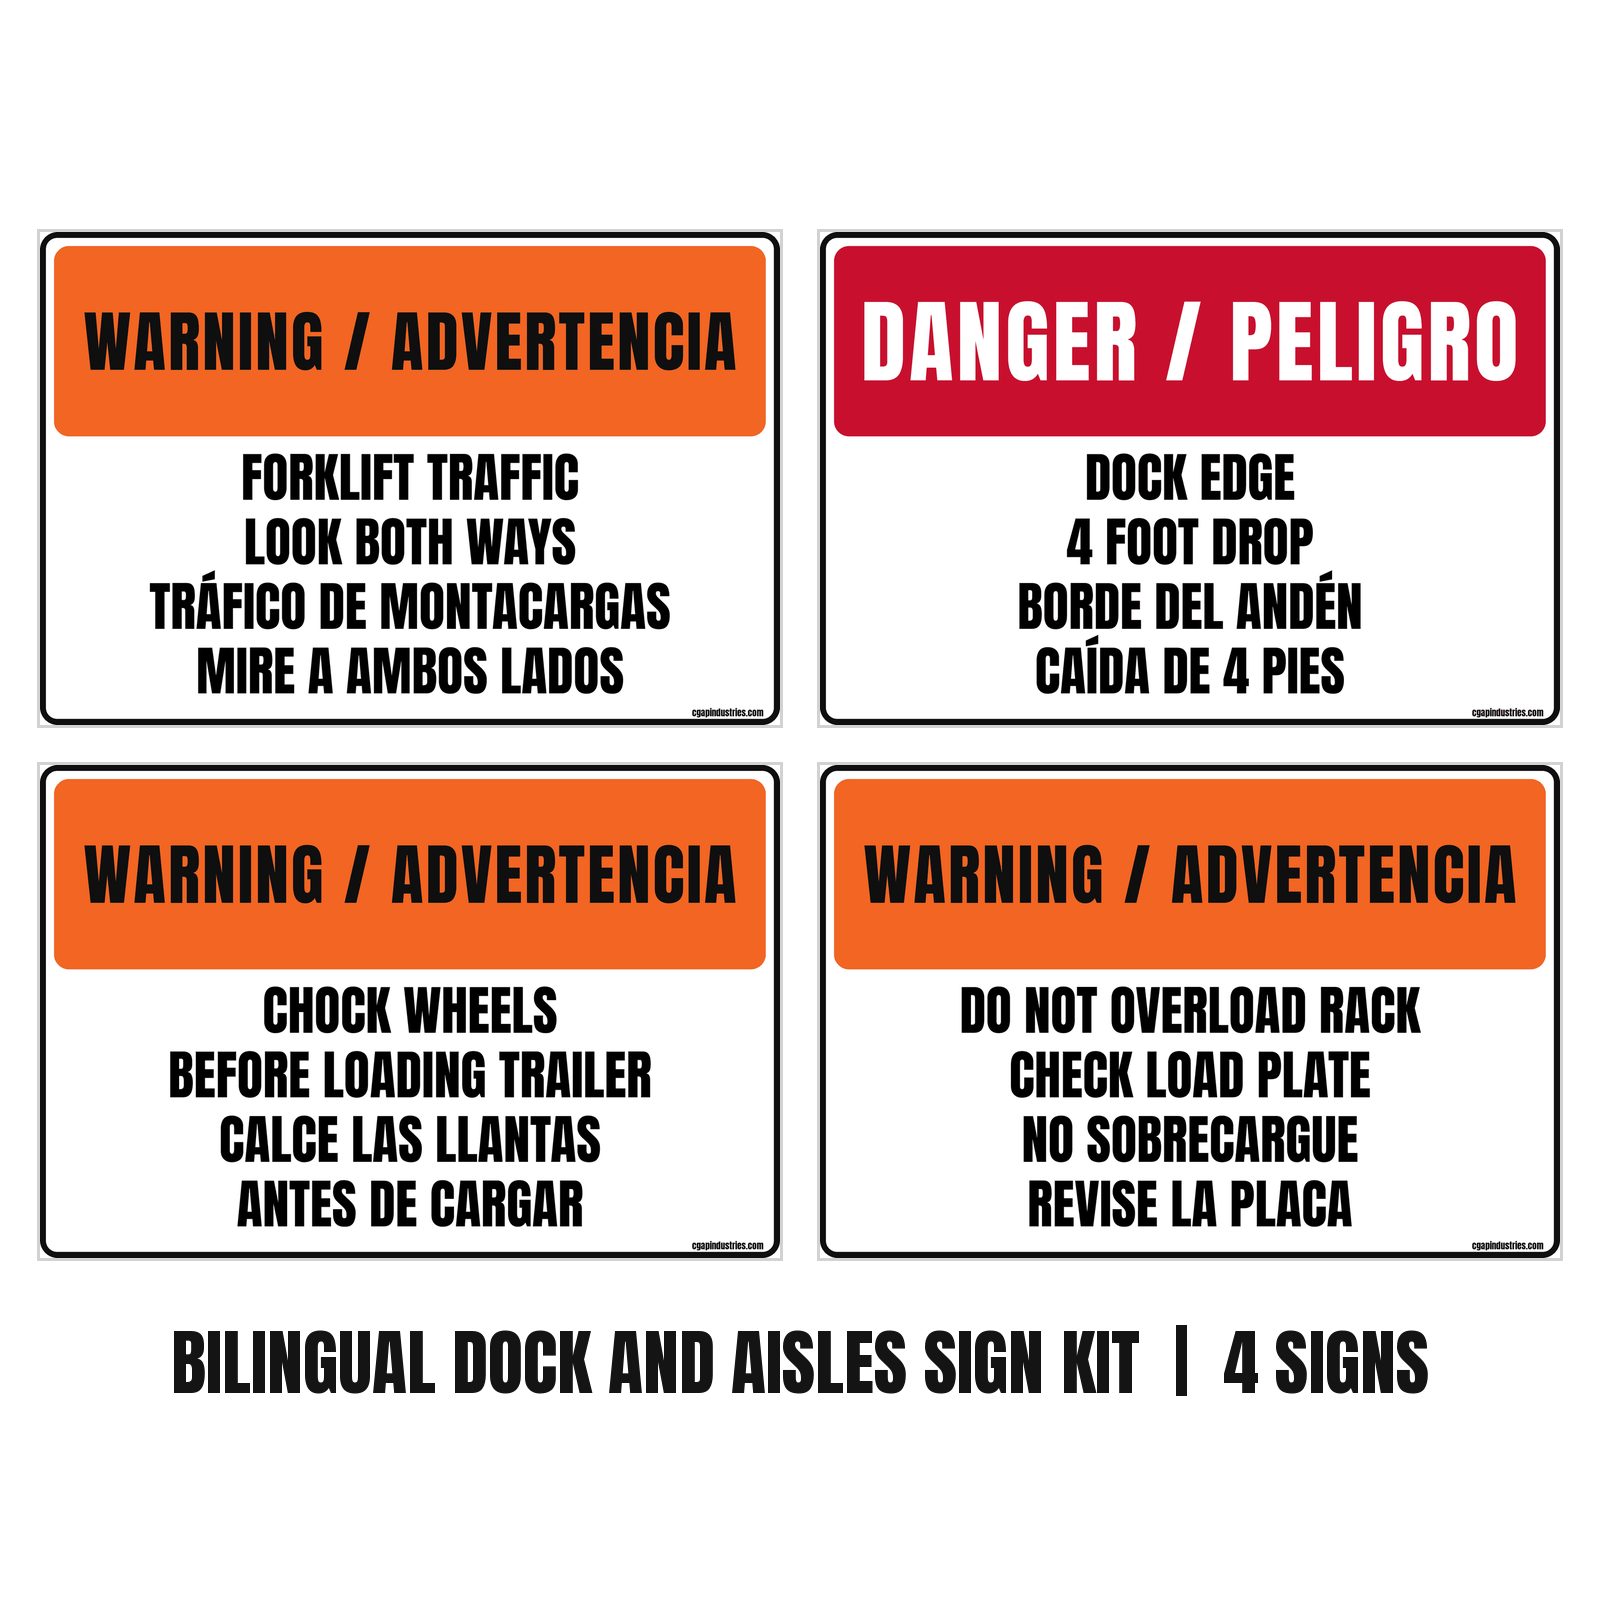 WARNING / ADVERTENCIA
FORKLIFT TRAFFIC
LOOK BOTH WAYS
TRÁFICO DE MONTACARGAS
MIRE A AMBOS LADOS
cgapindustries.com
DANGER / PELIGRO
DOCK EDGE
4 FOOT DROP
BORDE DEL ANDÉN
CAÍDA DE 4 PIES
cgapindustries.com
WARNING / ADVERTENCIA
CHOCK WHEELS
BEFORE LOADING TRAILER
CALCE LAS LLANTAS
ANTES DE CARGAR
cgapindustries.com
WARNING / ADVERTENCIA
DO NOT OVERLOAD RACK
CHECK LOAD PLATE
NO SOBRECARGUE
REVISE LA PLACA
cgapindustries.com
BILINGUAL DOCK AND AISLES SIGN KIT | 4 SIGNS